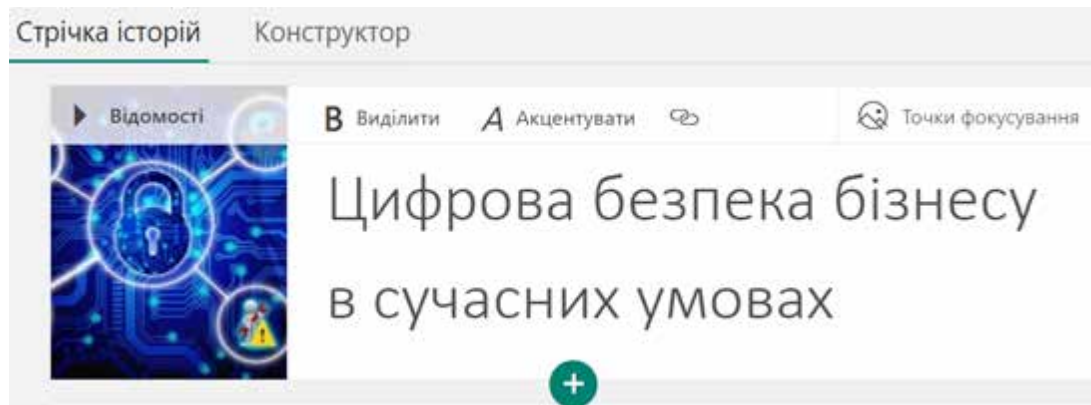 Стрічка історій Конструктор
Відомості В Виділити А Акцентувати Точки фокусування
Цифрова безпека бізнесу
в сучасних умовах